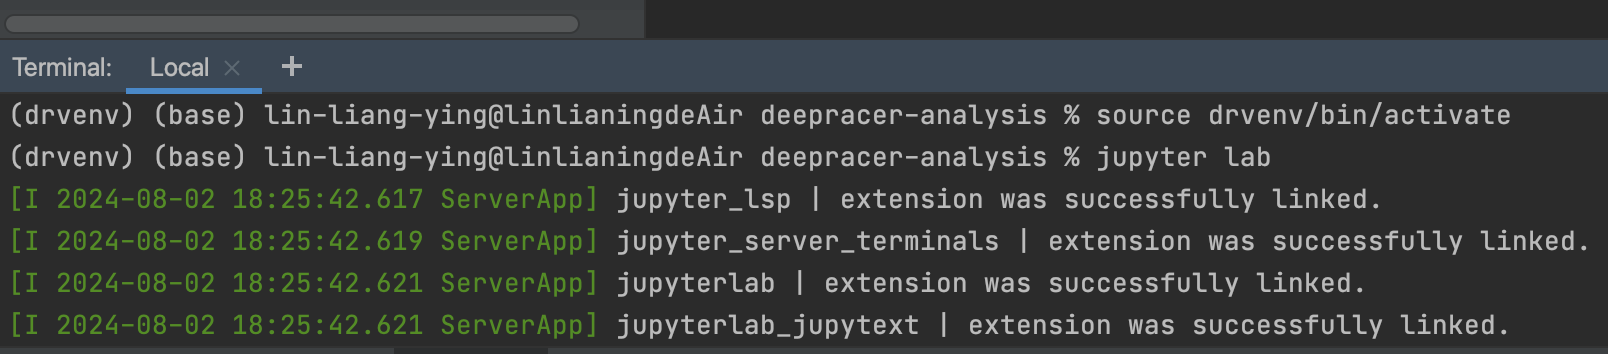 Terminal: Local × +
(drvenv) (base) lin-liang-ying@linlianingdeAir deepracer-analysis % source drvenv/bin/activate
(drvenv) (base) lin-liang-ying@linlianingdeAir deepracer-analysis % jupyter lab
[I 2024-08-02 18:25:42.617 ServerApp] jupyter_lsp | extension was successfully linked.
[I 2024-08-02 18:25:42.619 ServerApp] jupyter_server_terminals | extension was successfully linked.
[I 2024-08-02 18:25:42.621 ServerApp] jupyterlab | extension was successfully linked.
[I 2024-08-02 18:25:42.621 ServerApp] jupyterlab_jupytext | extension was successfully linked.